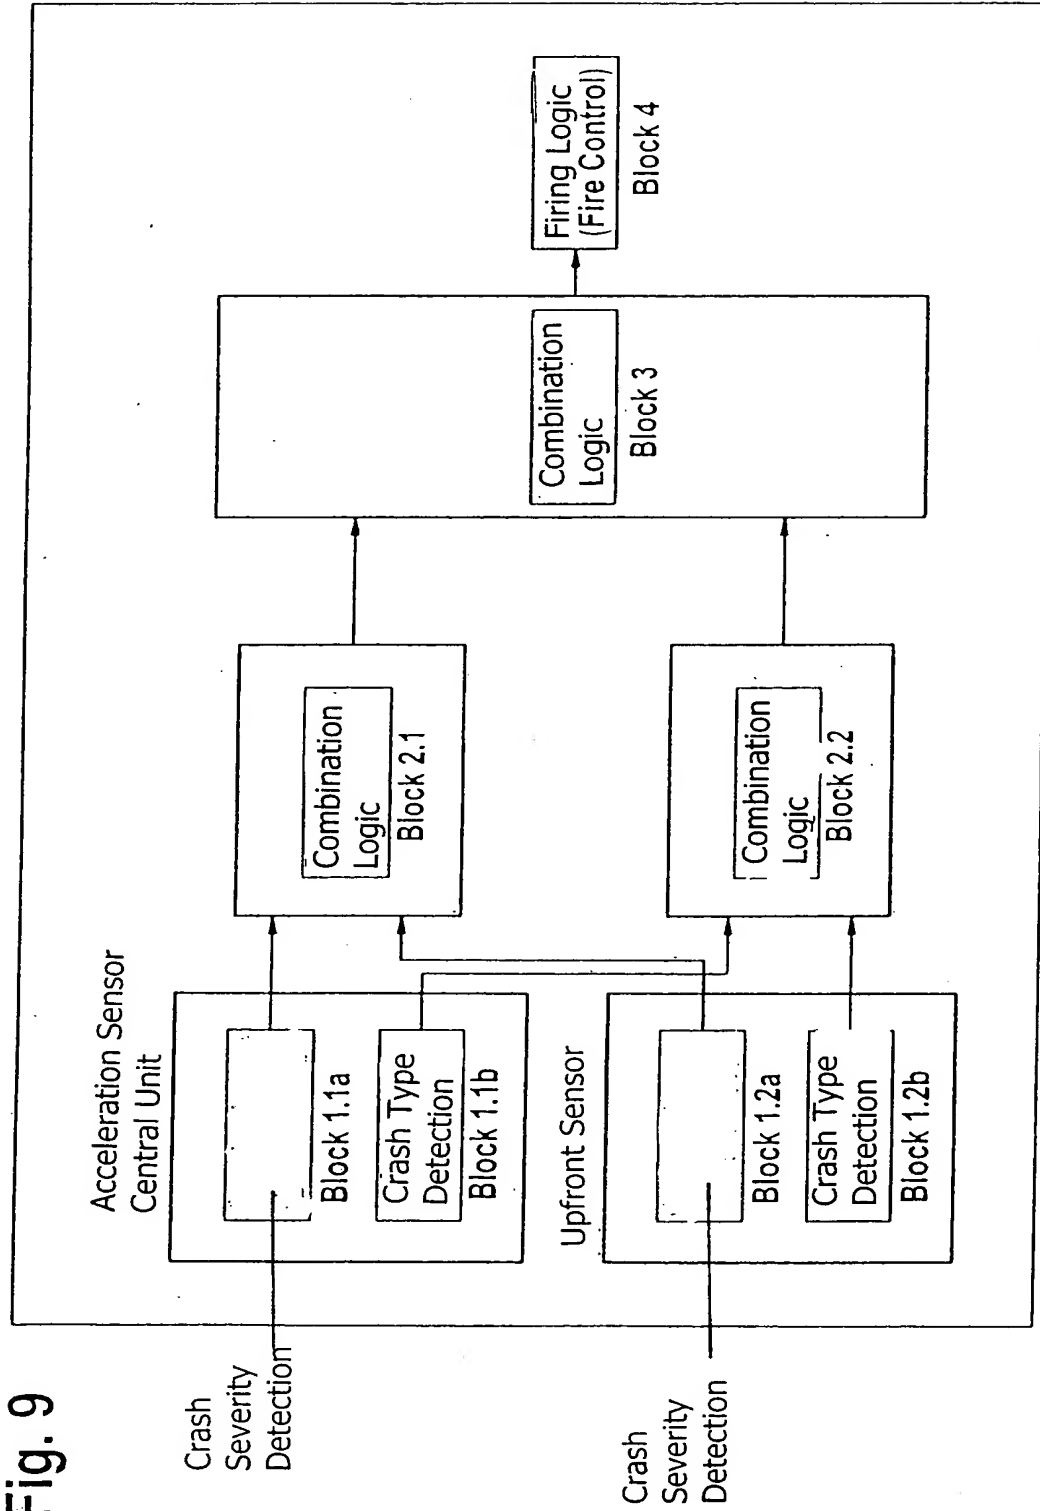 Fig. 9
Crash
Severity
Detection
Acceleration Sensor
Central Unit
Block 1.1a
Crash Type
Detection
Block 1.1b
Combination
Logic
Block 2.1
Crash
Severity
Detection
Upfront Sensor
Block 1.2a
Crash Type
Detection
Block 1.2b
Combination
Logic
Block 2.2
Combination
Logic
Block 3
Firing Logic
(Fire Control)
Block 4